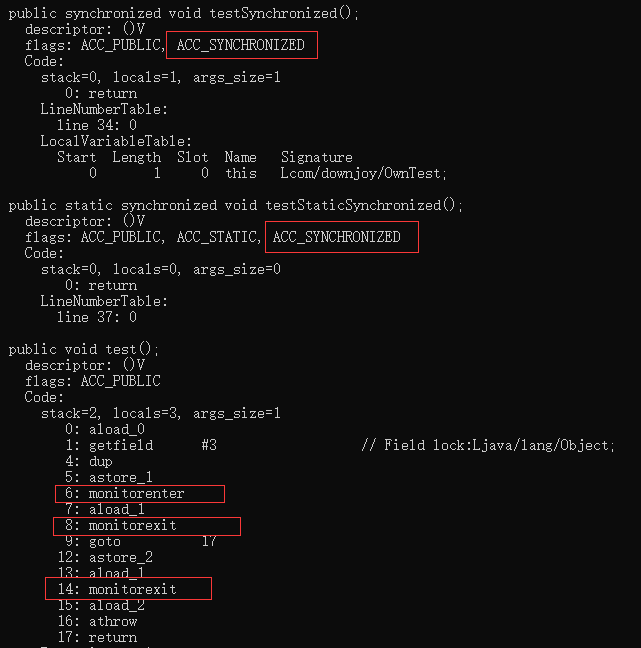 public synchronized void testSynchronized();
descriptor: ()V
flags: ACC_PUBLIC, ACC_SYNCHRONIZED
Code:
stack=0, locals=1, args_size=1
0: return
LineNumberTable:
line 34: 0
LocalVariableTable:
Start Length Slot Name Signature
0 1 0 this Lcom/downjoy/OwnTest;
public static synchronized void testStaticSynchronized();
descriptor: ()V
flags: ACC_PUBLIC, ACC_STATIC, ACC_SYNCHRONIZED
Code:
stack=0, locals=0, args_size=0
0: return
LineNumberTable:
line 37: 0
public void test();
descriptor: ()V
flags: ACC_PUBLIC
Code:
stack=2, locals=3, args_size=1
0: aload_0
1: getfield #3 // Field lock:Ljava/lang/Object;
4: dup
5: astore_1
6: monitorenter
7: aload_1
8: monitorexit
9: goto 17
12: astore_2
13: aload_1
14: monitorexit
15: aload_2
16: athrow
17: return